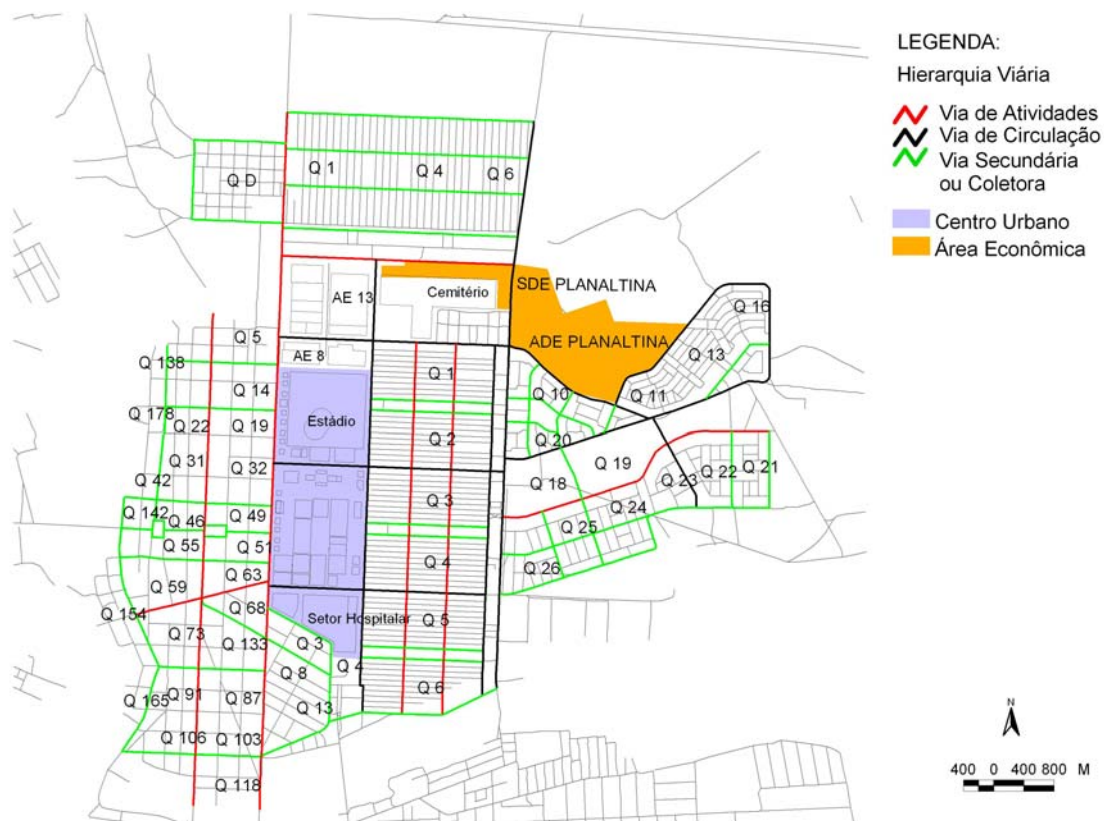 LEGENDA:
Hierarquia Viária
Via de Atividades
Via de Circulação
Via Secundária
ou Coletora
Centro Urbano
Área Econômica
Q D
Q 1
Q 4
Q 6
SDE PLANALTINA
Cemitério
AE 13
Q 16
ADE PLANALTINA
Q 5
AE 8
Q 13
Q 138
Q 1
Q 14
Q 10
Q 11
Q 178
Q 22
Q 19
Estádio
Q 2
Q 20
Q 31
Q 32
Q 19
Q 42
Q 3
Q 18
Q 23
Q 22
Q 21
Q 142
Q 46
Q 49
Q 24
Q 25
Q 55
Q 51
Q 4
Q 26
Q 59
Q 63
Q 154
Q 68
Setor Hospitalar
Q 5
Q 73
Q 133
Q 3
Q 8
Q 4
Q 6
Q 165
Q 91
Q 87
Q 13
Q 106
Q 103
Q 118
N
400 0 400 800 M